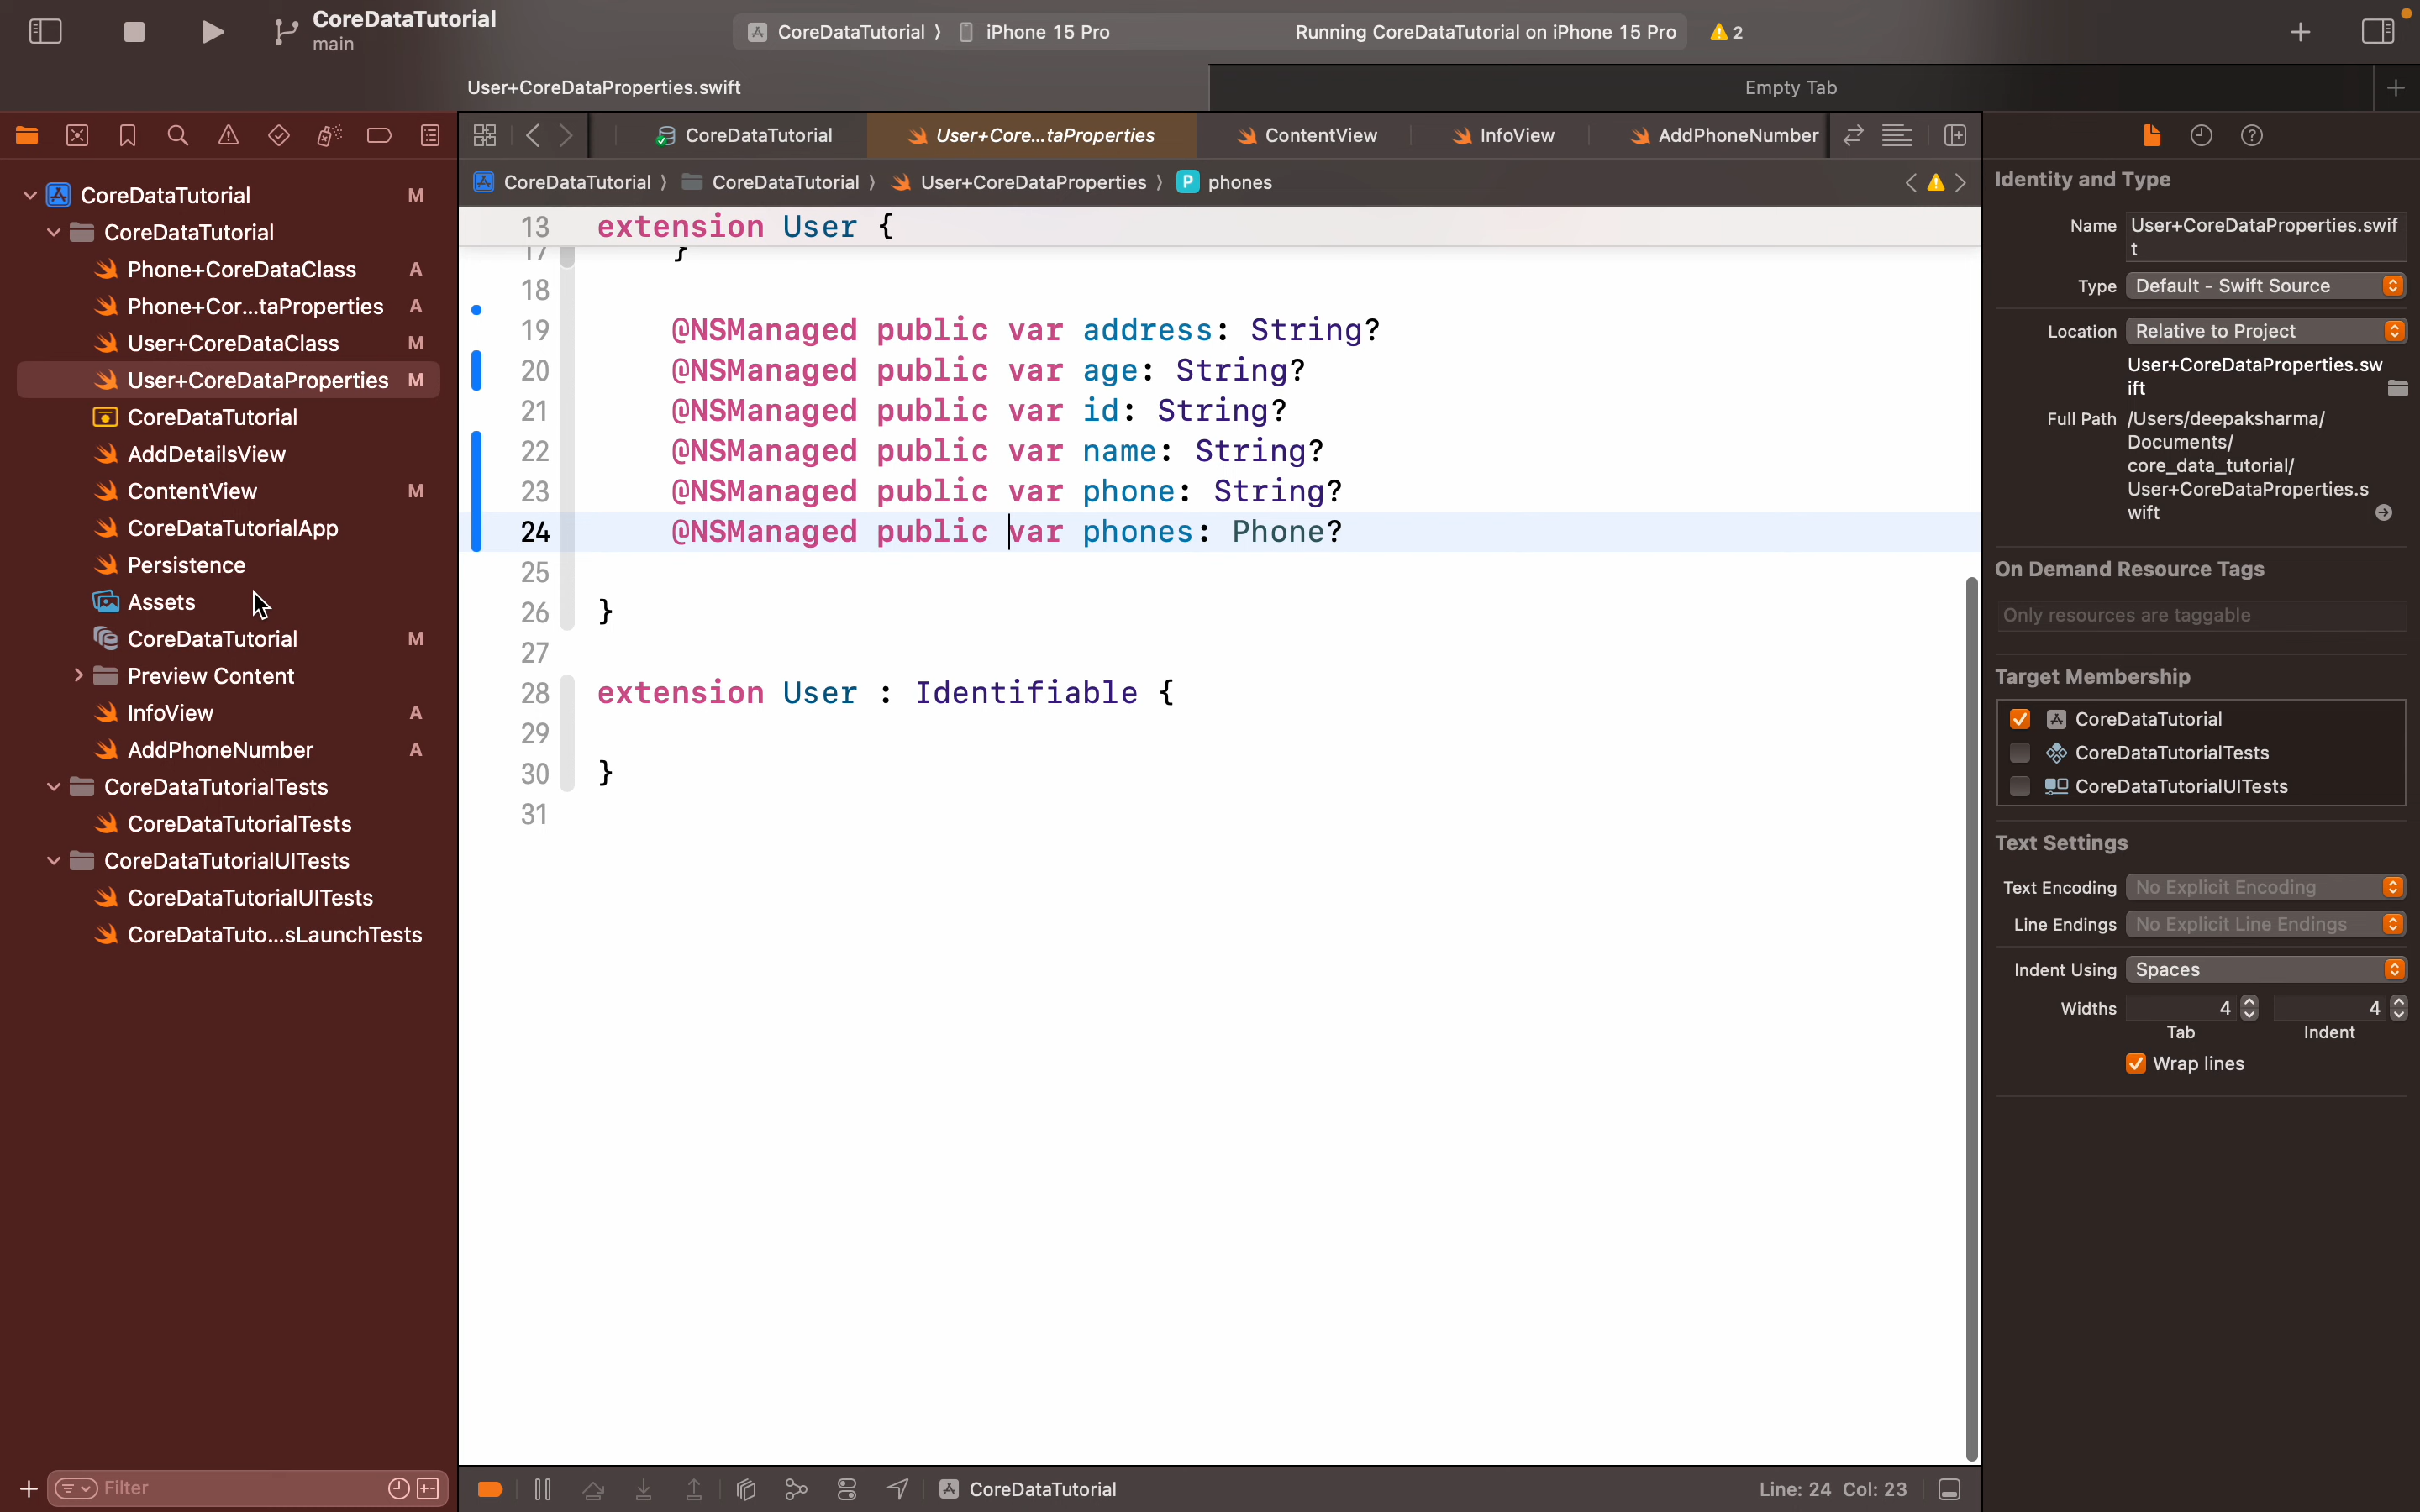 CoreDataTutorial
main
CoreDataTutorial 〉 iPhone 15 Pro
Running CoreDataTutorial on iPhone 15 Pro
2
User+CoreDataProperties.swift
Empty Tab
CoreDataTutorial
User+Core...taProperties
ContentView
InfoView
AddPhoneNumber
CoreDataTutorial 〉 CoreDataTutorial 〉 User+CoreDataProperties 〉 P phones
CoreDataTutorial M
CoreDataTutorial
Phone+CoreDataClass A
Phone+Cor...taProperties A
User+CoreDataClass M
User+CoreDataProperties M
CoreDataTutorial
AddDetailsView
ContentView M
CoreDataTutorialApp
Persistence
Assets
CoreDataTutorial M
Preview Content
InfoView A
AddPhoneNumber A
CoreDataTutorialTests
CoreDataTutorialTests
CoreDataTutorialUITests
CoreDataTutorialUITests
CoreDataTuto...sLaunchTests
Filter
13 extension User {
17 }
18
19 @NSManaged public var address: String?
20 @NSManaged public var age: String?
21 @NSManaged public var id: String?
22 @NSManaged public var name: String?
23 @NSManaged public var phone: String?
24 @NSManaged public var phones: Phone?
25
26 }
27
28 extension User : Identifiable {
29
30 }
31
CoreDataTutorial
Line: 24 Col: 23
Identity and Type
Name User+CoreDataProperties.swif
t
Type Default - Swift Source
Location Relative to Project
User+CoreDataProperties.sw
ift
Full Path /Users/deepaksharma/
Documents/
core_data_tutorial/
User+CoreDataProperties.s
wift
On Demand Resource Tags
Only resources are taggable
Target Membership
CoreDataTutorial
CoreDataTutorialTests
CoreDataTutorialUITests
Text Settings
Text Encoding No Explicit Encoding
Line Endings No Explicit Line Endings
Indent Using Spaces
Widths 4 4
Tab Indent
Wrap lines